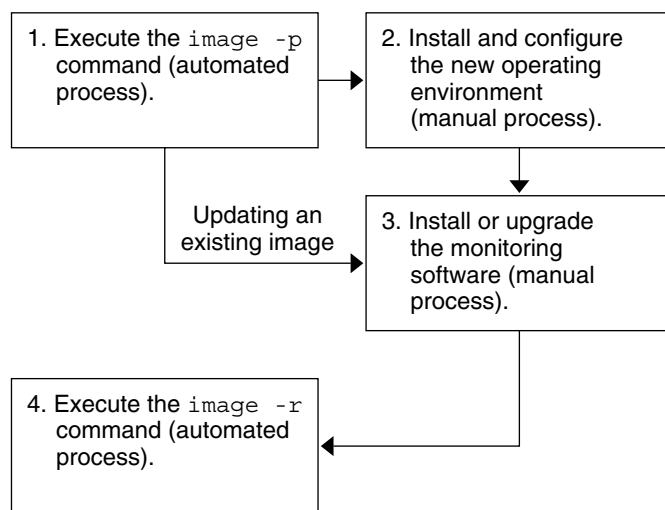 1. Execute the image -p
command (automated
process).
2. Install and configure
the new operating
environment
(manual process).
Updating an
existing image
3. Install or upgrade
the monitoring
software (manual
process).
4. Execute the image -r
command (automated
process).